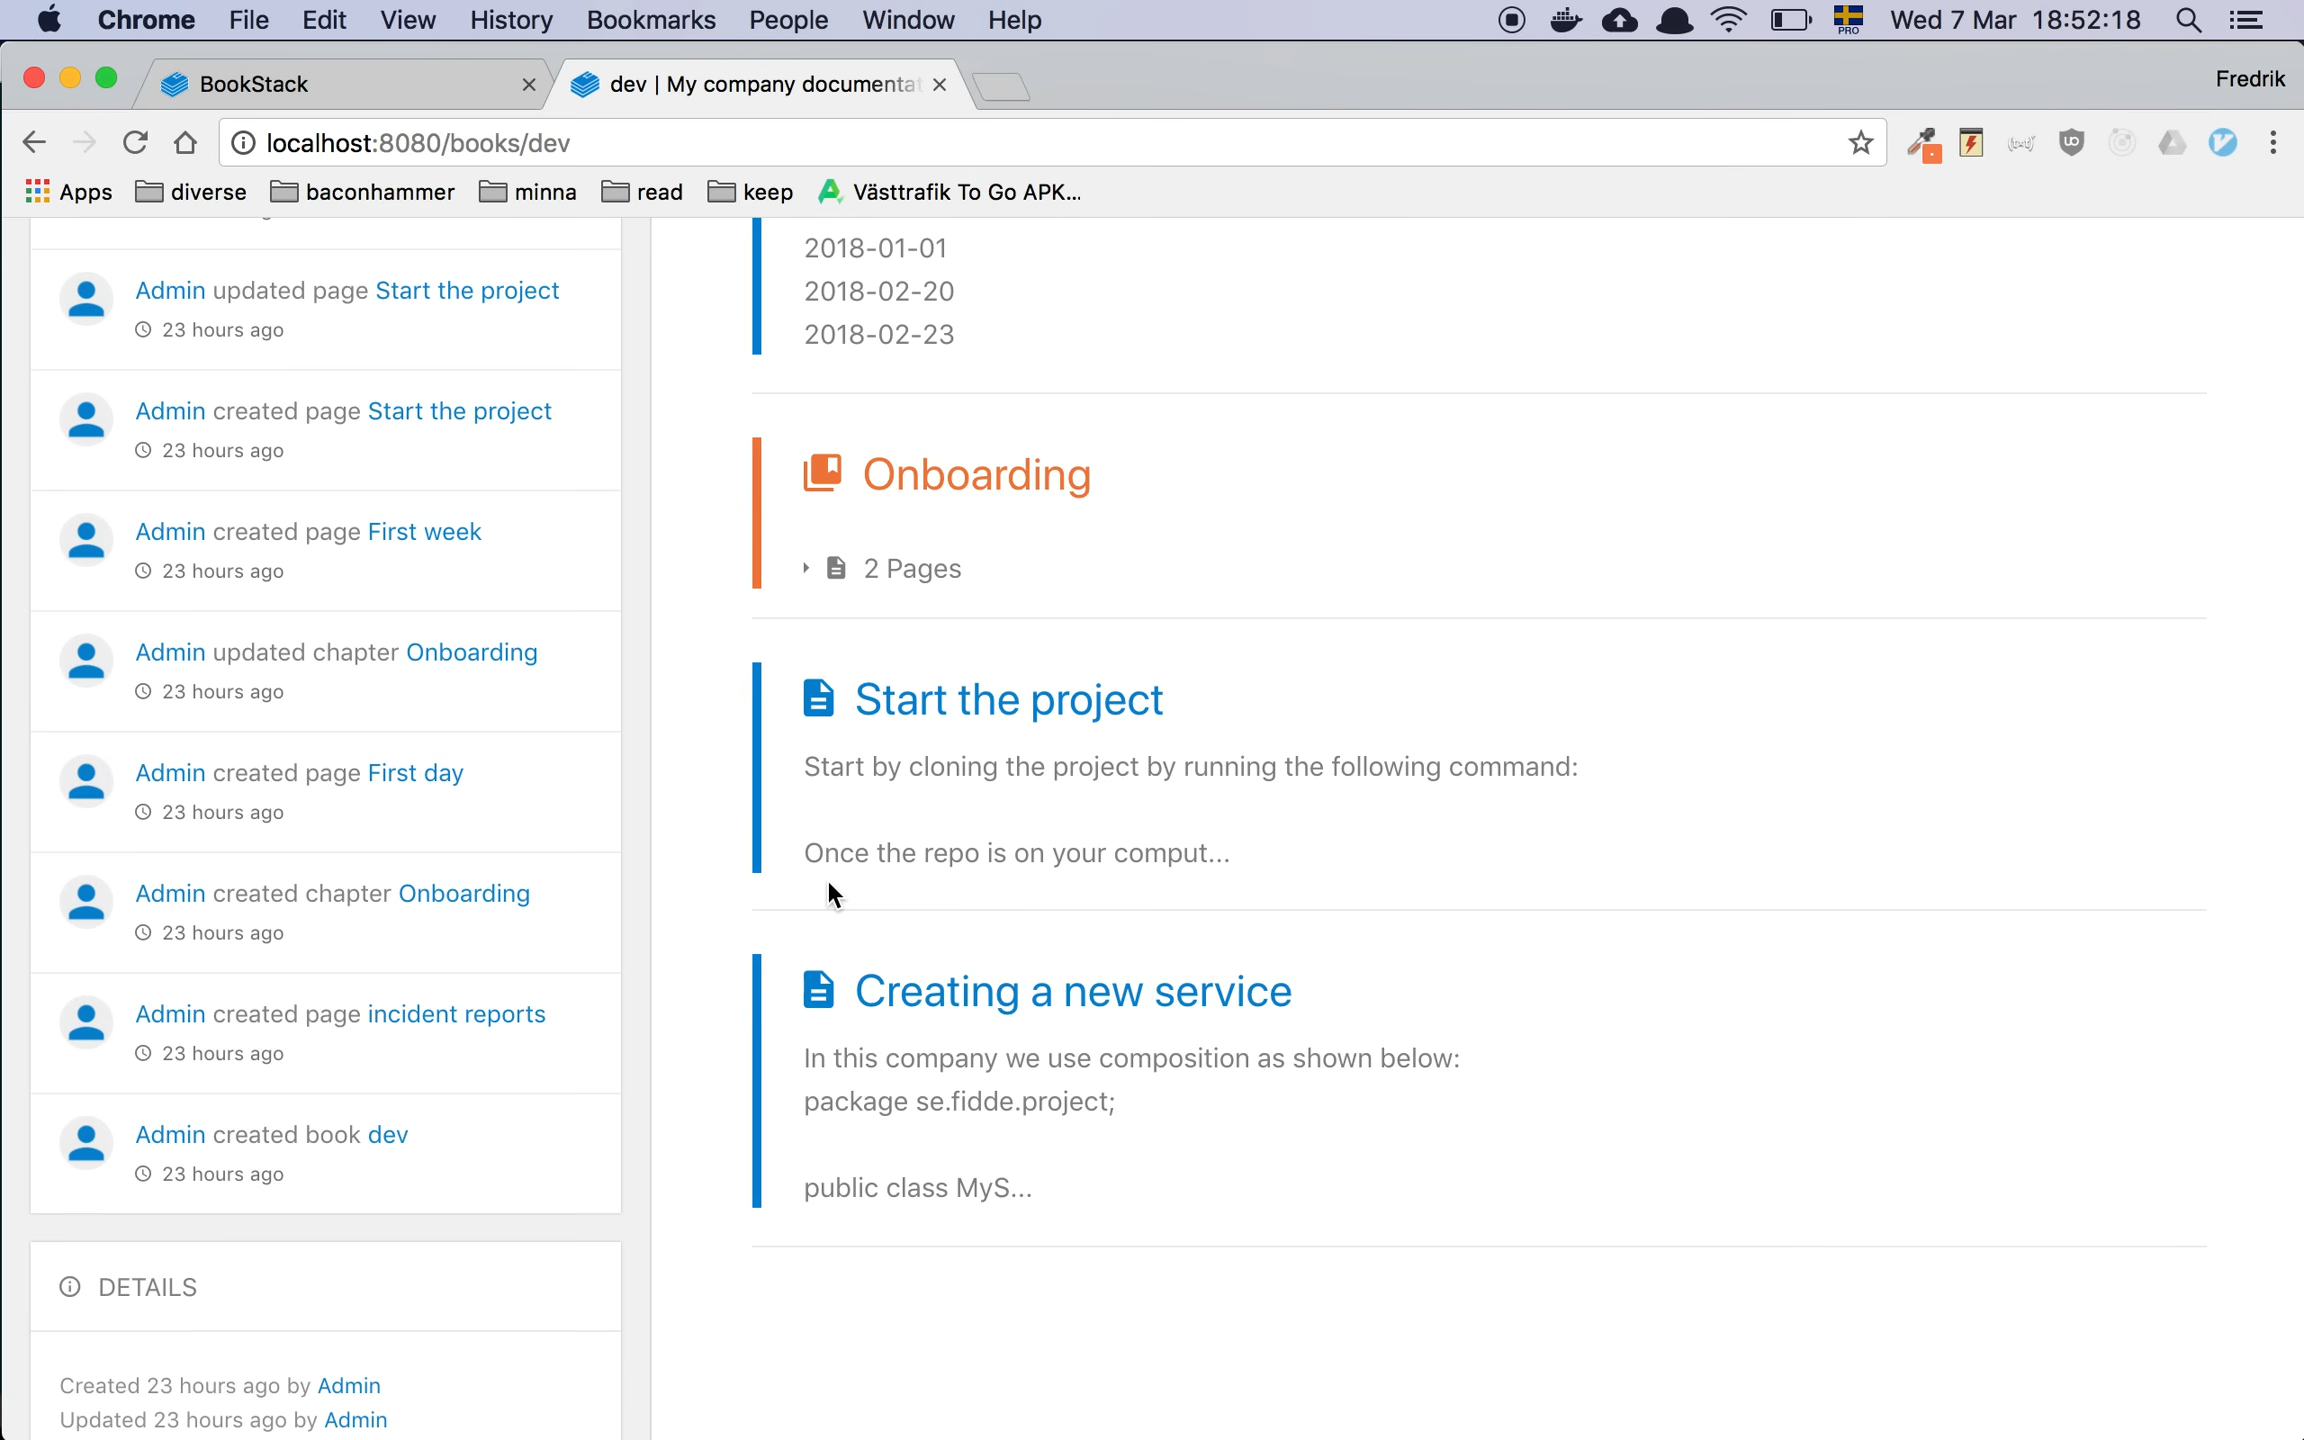 Chrome File Edit View History Bookmarks People Window Help PRO Wed 7 Mar 18:52:18
BookStack dev | My company documentat Fredrik
localhost:8080/books/dev
Apps diverse baconhammer minna read keep Västtrafik To Go APK...
Admin updated page Start the project
23 hours ago
Admin created page Start the project
23 hours ago
Admin created page First week
23 hours ago
Admin updated chapter Onboarding
23 hours ago
Admin created page First day
23 hours ago
Admin created chapter Onboarding
23 hours ago
Admin created page incident reports
23 hours ago
Admin created book dev
23 hours ago
DETAILS
Created 23 hours ago by Admin
Updated 23 hours ago by Admin
2018-01-01
2018-02-20
2018-02-23
Onboarding
2 Pages
Start the project
Start by cloning the project by running the following command:
Once the repo is on your comput...
Creating a new service
In this company we use composition as shown below:
package se.fidde.project;
public class MyS...